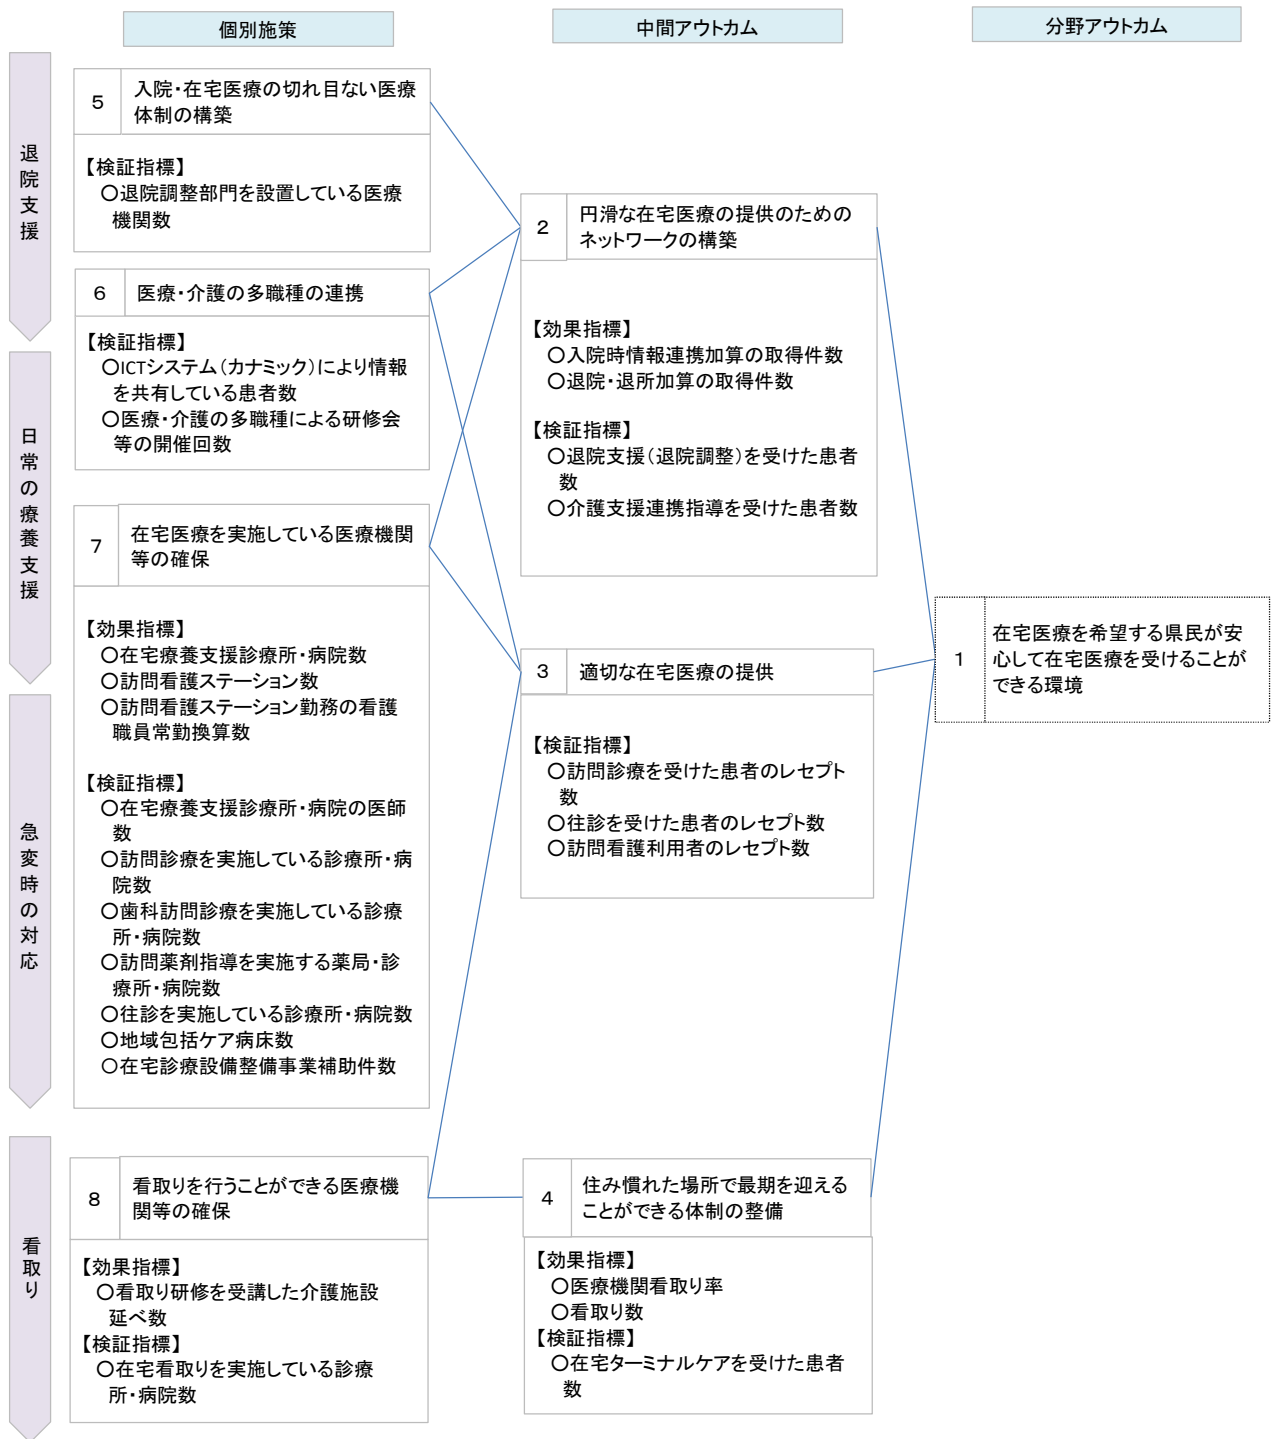 個別施策
中間アウトカム
分野アウトカム
退院支援
日常の療養支援
急変時の対応
看取り
5
入院・在宅医療の切れ目ない医療
体制の構築
【検証指標】
〇退院調整部門を設置している医療
機関数
6
医療・介護の多職種の連携
【検証指標】
〇ICTシステム（カナミック）により情報
を共有している患者数
〇医療・介護の多職種による研修会
等の開催回数
7
在宅医療を実施している医療機関
等の確保
【効果指標】
〇在宅療養支援診療所・病院数
〇訪問看護ステーション数
〇訪問看護ステーション勤務の看護
職員常勤換算数
【検証指標】
〇在宅療養支援診療所・病院の医師
数
〇訪問診療を実施している診療所・病
院数
〇歯科訪問診療を実施している診療
所・病院数
〇訪問薬剤指導を実施する薬局・診
療所・病院数
〇往診を実施している診療所・病院数
〇地域包括ケア病床数
〇在宅診療設備整備事業補助件数
8
看取りを行うことができる医療機
関等の確保
【効果指標】
〇看取り研修を受講した介護施設
延べ数
【検証指標】
〇在宅看取りを実施している診療
所・病院数
2
円滑な在宅医療の提供のための
ネットワークの構築
【効果指標】
〇入院時情報連携加算の取得件数
〇退院・退所加算の取得件数
【検証指標】
〇退院支援（退院調整）を受けた患者
数
〇介護支援連携指導を受けた患者数
3
適切な在宅医療の提供
【検証指標】
〇訪問診療を受けた患者のレセプト
数
〇往診を受けた患者のレセプト数
〇訪問看護利用者のレセプト数
4
住み慣れた場所で最期を迎える
ことができる体制の整備
【効果指標】
〇医療機関看取り率
〇看取り数
【検証指標】
〇在宅ターミナルケアを受けた患者
数
1
在宅医療を希望する県民が安
心して在宅医療を受けることが
できる環境